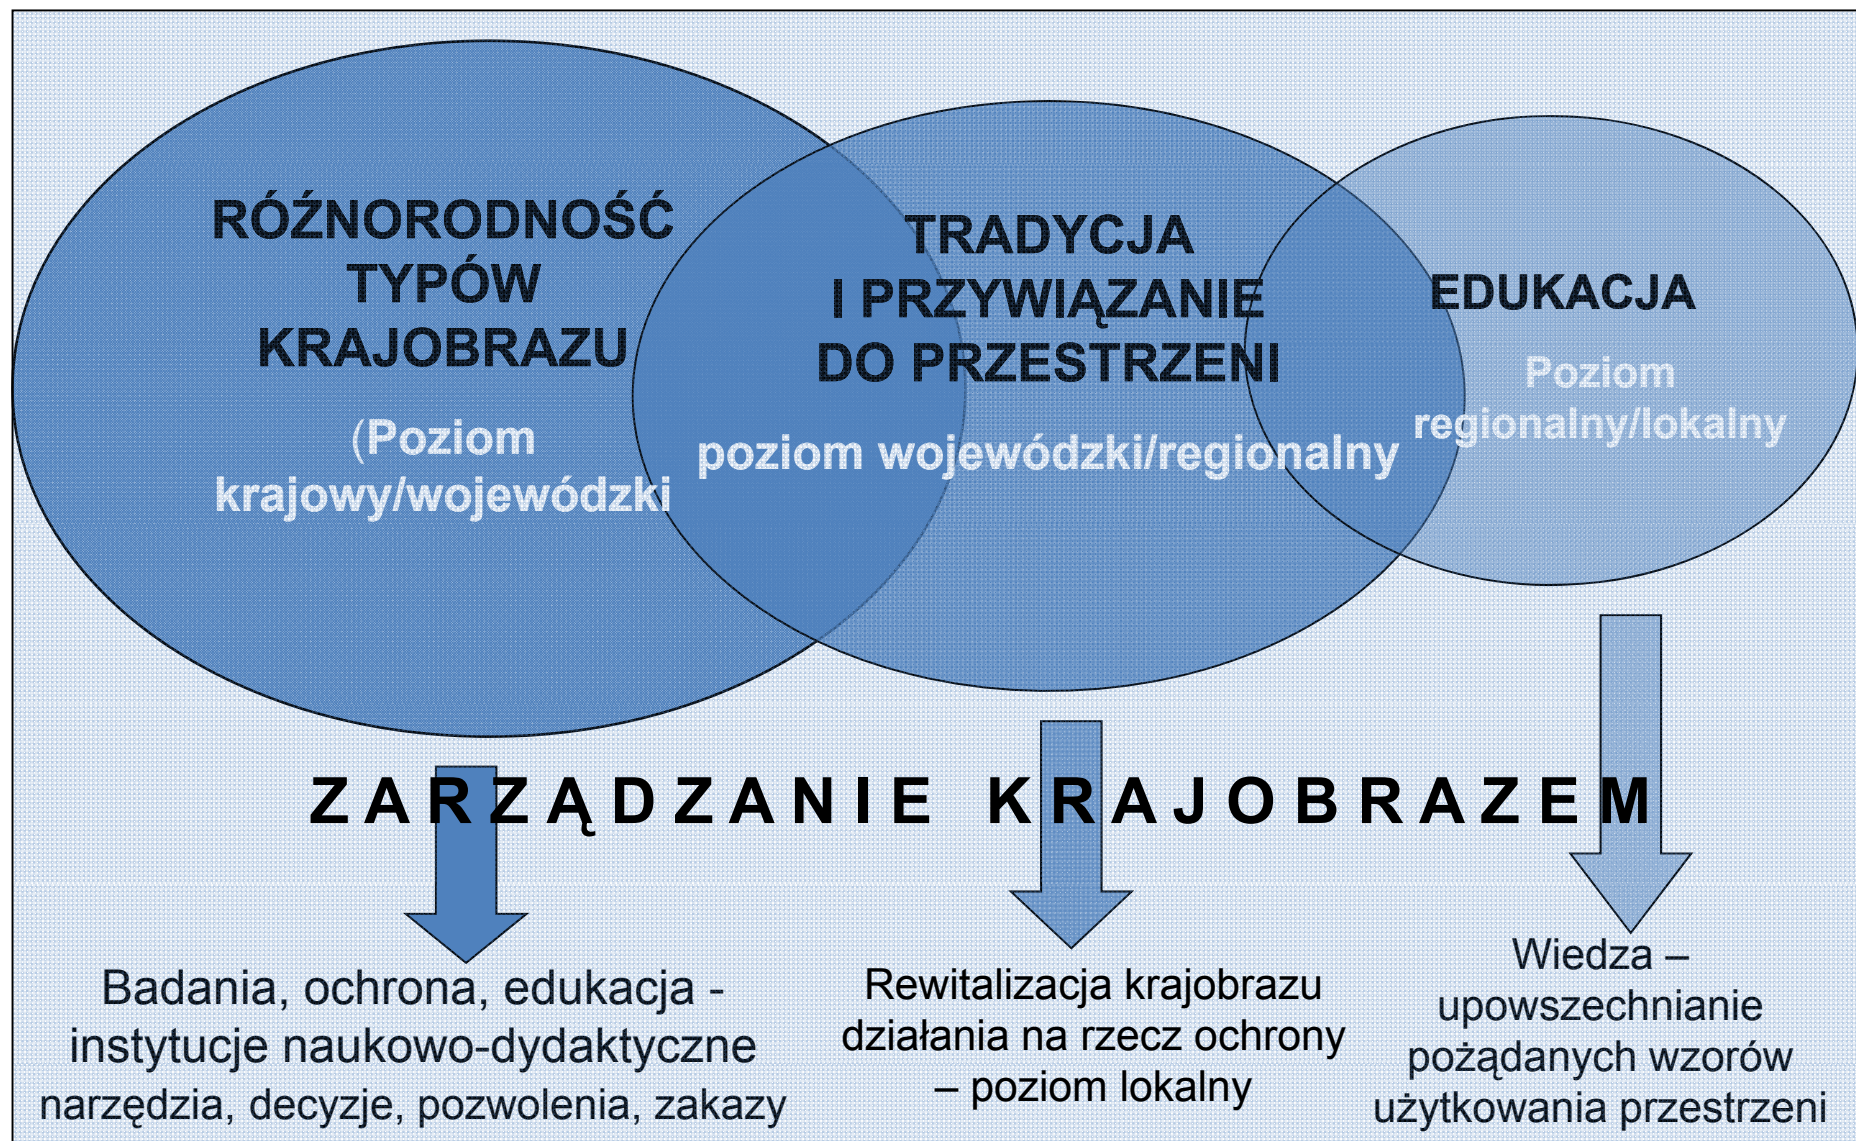 RÓŹNORODNOŚĆ
TYPÓW
KRAJOBRAZU
(Poziom
krajowy/wojewódzki
TRADYCJA
I PRZYWIĄZANIE
DO PRZESTRZENI
poziom wojewódzki/regionalny
EDUKACJA
Poziom
regionalny/lokalny
ZARZĄDZANIE KRAJOBRAZEM
Badania, ochrona, edukacja -
instytucje naukowo-dydaktyczne
narzędzia, decyzje, pozwolenia, zakazy
Rewitalizacja krajobrazu
działania na rzecz ochrony
– poziom lokalny
Wiedza –
upowszechnianie
pożądanych wzorów
użytkowania przestrzeni